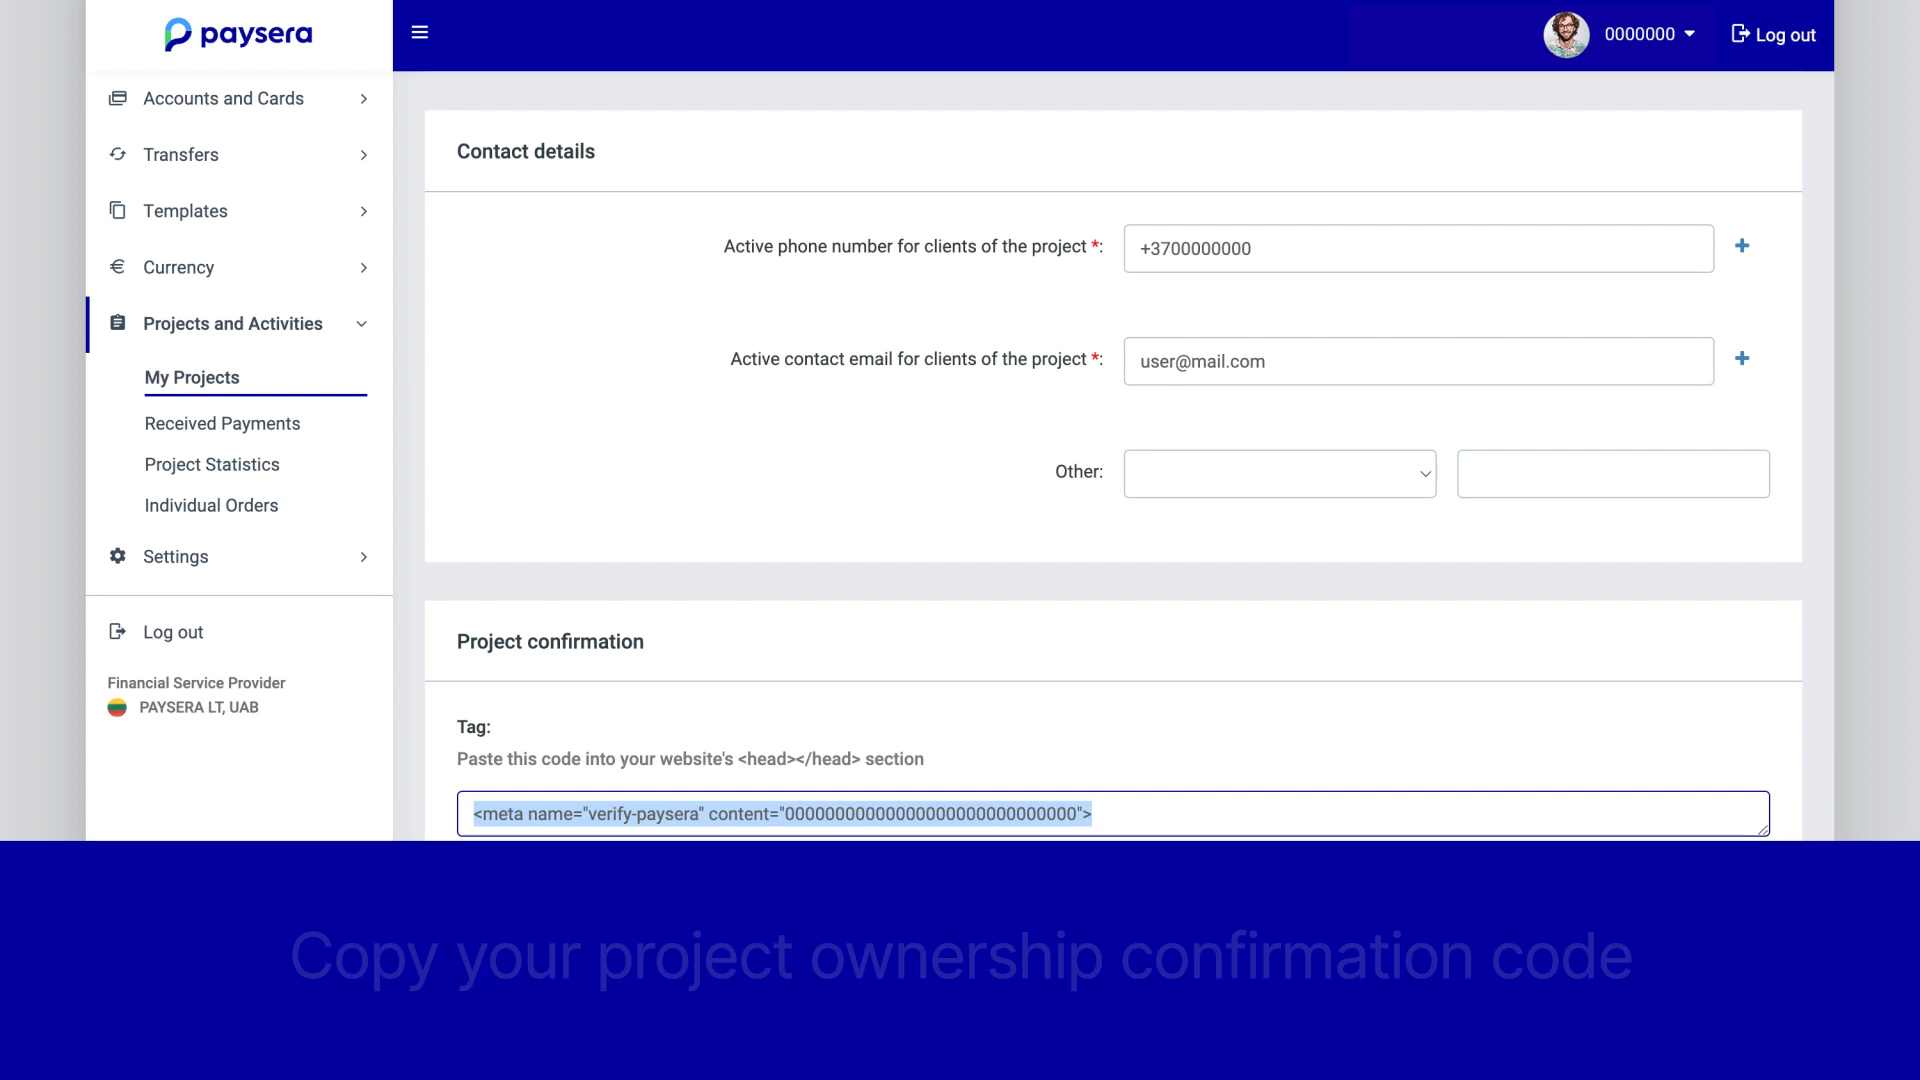 paysera
0000000
Log out
Accounts and Cards
Transfers
Templates
Currency
Projects and Activities
My Projects
Received Payments
Project Statistics
Individual Orders
Settings
Log out
Financial Service Provider
PAYSERA LT, UAB
Contact details
Active phone number for clients of the project *:
+3700000000
Active contact email for clients of the project *:
user@mail.com
Other:
Project confirmation
Tag:
Paste this code into your website's <head></head> section
<meta name="verify-paysera" content="00000000000000000000000000000">
Copy your project ownership confirmation code